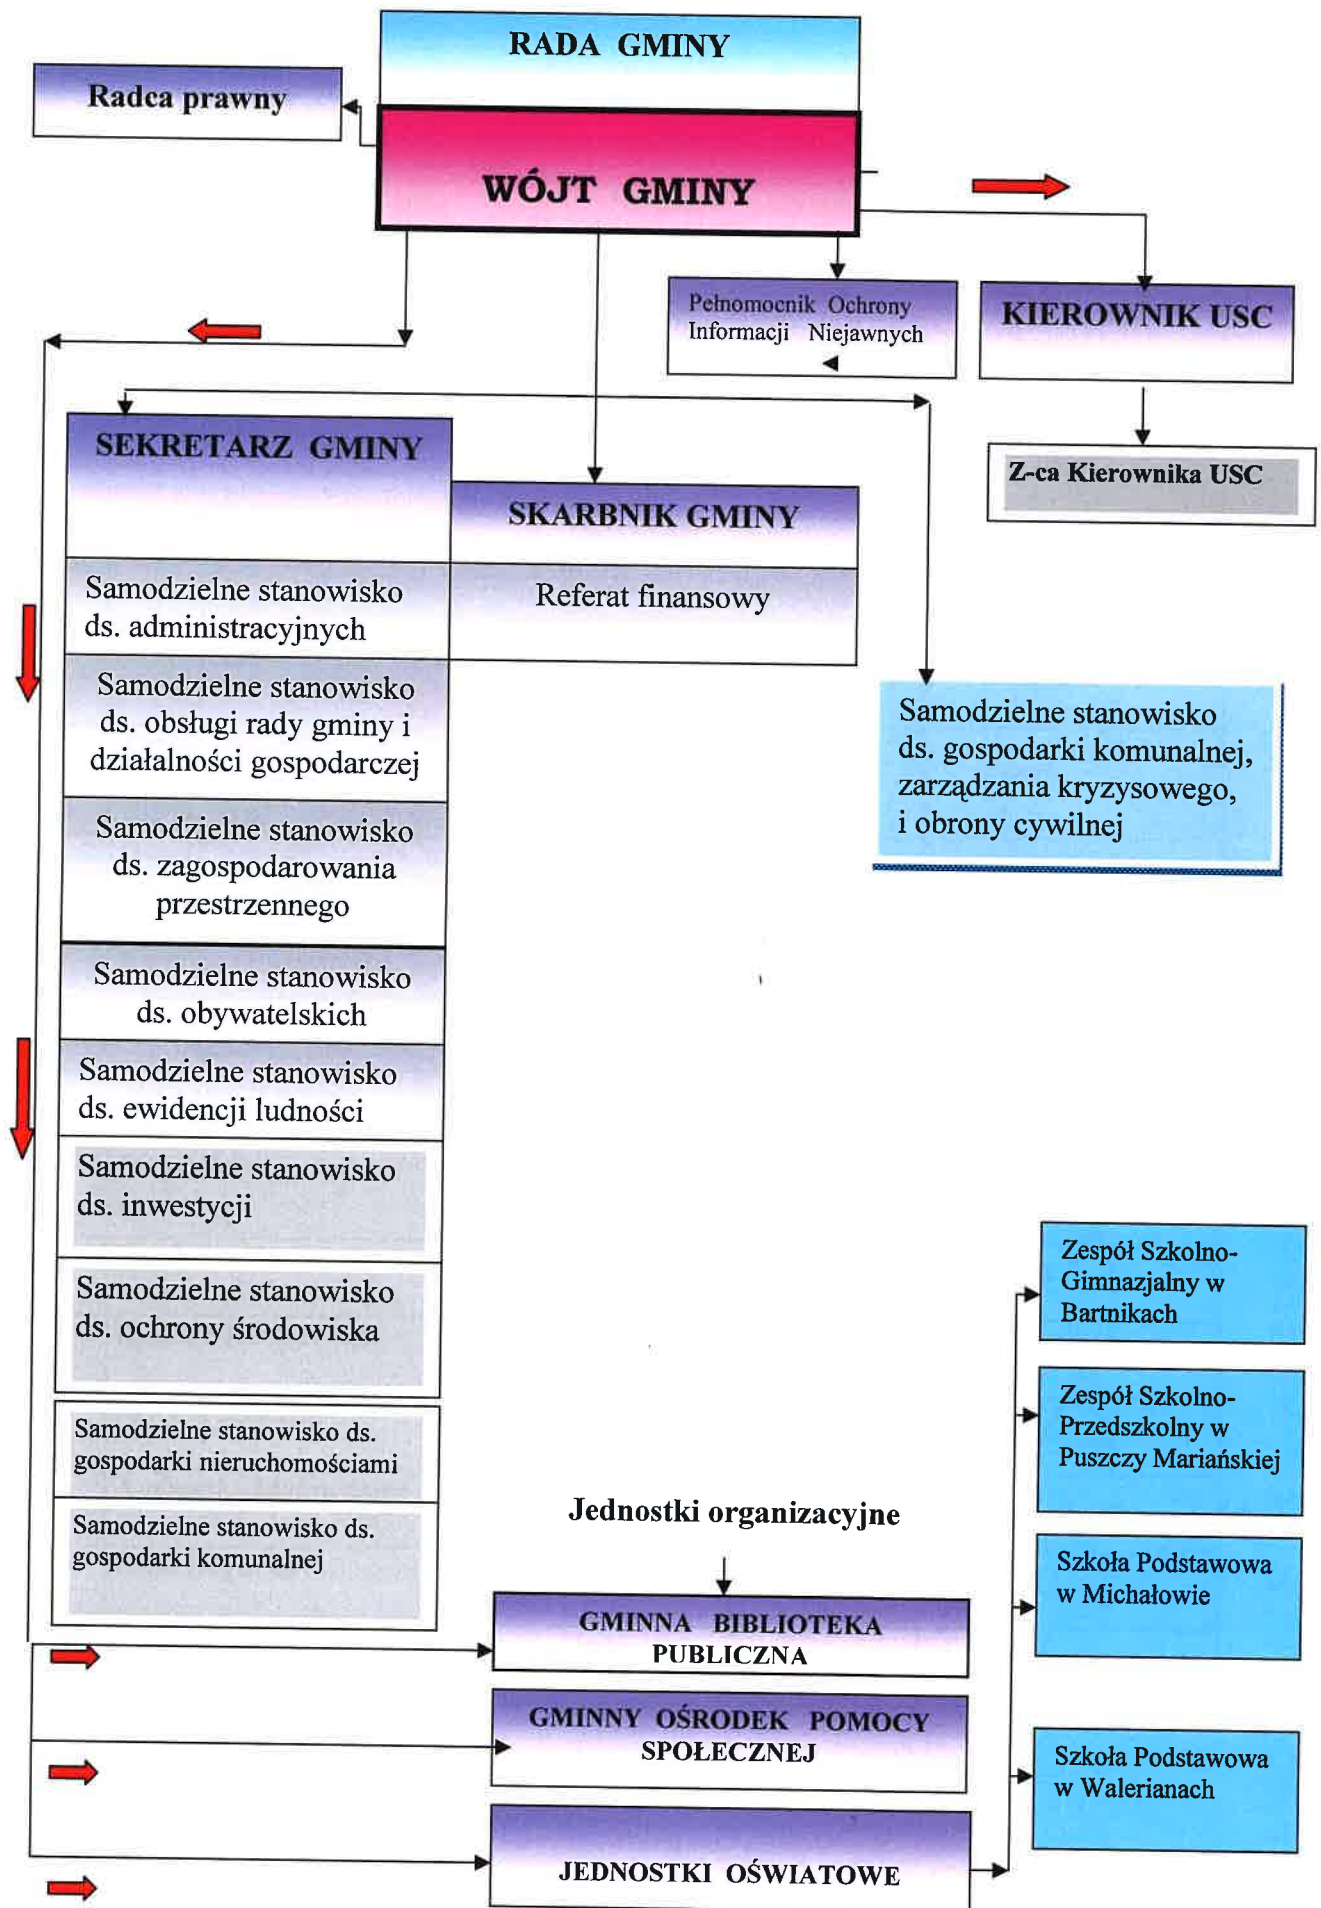 RADA GMINY
Radca prawny
WÓJT GMINY
Pełnomocnik Ochrony
Informacji Niejawnych
KIEROWNIK USC
Z-ca Kierownika USC
SEKRETARZ GMINY
SKARBNIK GMINY
Samodzielne stanowisko
ds. administracyjnych
Referat finansowy
Samodzielne stanowisko
ds. obsługi rady gminy i
działalności gospodarczej
Samodzielne stanowisko
ds. gospodarki komunalnej,
zarządzania kryzysowego,
i obrony cywilnej
Samodzielne stanowisko
ds. zagospodarowania
przestrzennego
Samodzielne stanowisko
ds. obywatelskich
Samodzielne stanowisko
ds. ewidencji ludności
Samodzielne stanowisko
ds. inwestycji
Samodzielne stanowisko
ds. ochrony środowiska
Samodzielne stanowisko ds.
gospodarki nieruchomościami
Samodzielne stanowisko ds.
gospodarki komunalnej
Jednostki organizacyjne
GMINNA BIBLIOTEKA
PUBLICZNA
GMINNY OŚRODEK POMOCY
SPOŁECZNEJ
JEDNOSTKI OŚWIATOWE
Zespół Szkolno-
Gimnazjalny w
Bartnikach
Zespół Szkolno-
Przedszkolny w
Puszczy Mariańskiej
Szkoła Podstawowa
w Michałowie
Szkoła Podstawowa
w Walerianach